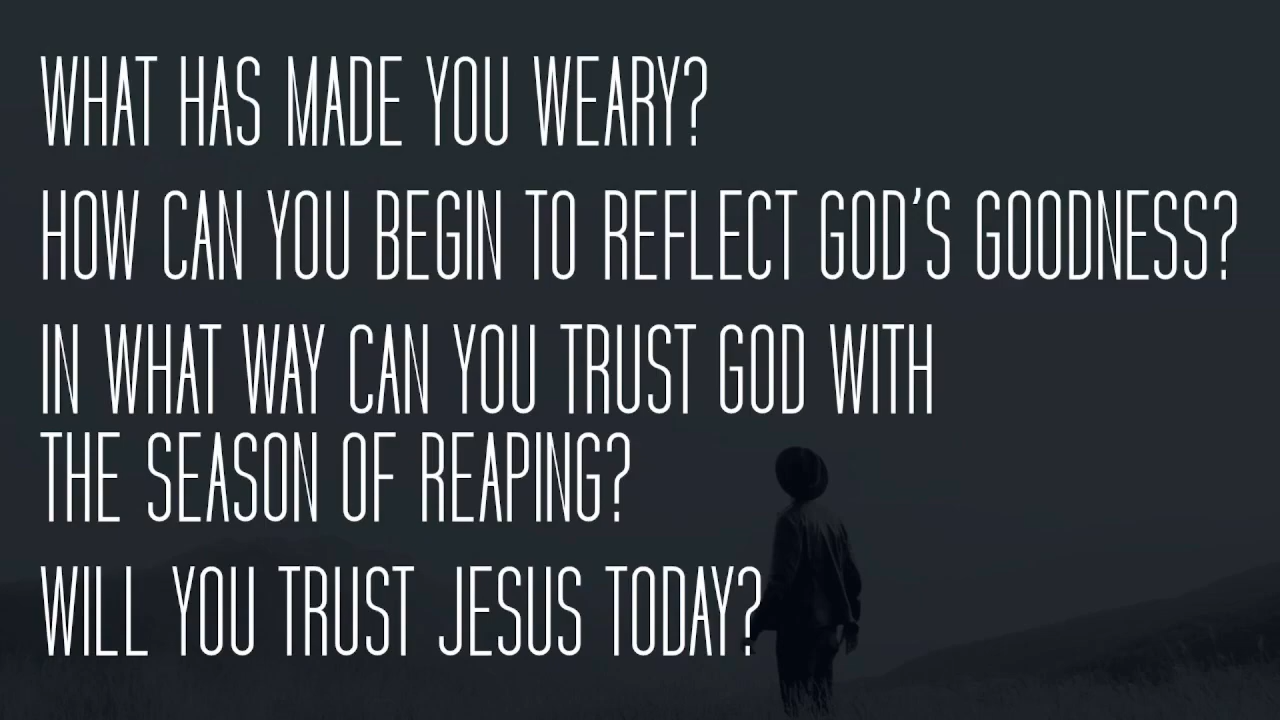 WHAT HAS MADE YOU WEARY?
HOW CAN YOU BEGIN TO REFLECT GOD'S GOODNESS?
IN WHAT WAY CAN YOU TRUST GOD WITH
THE SEASON OF REAPING?
WILL YOU TRUST JESUS TODAY?